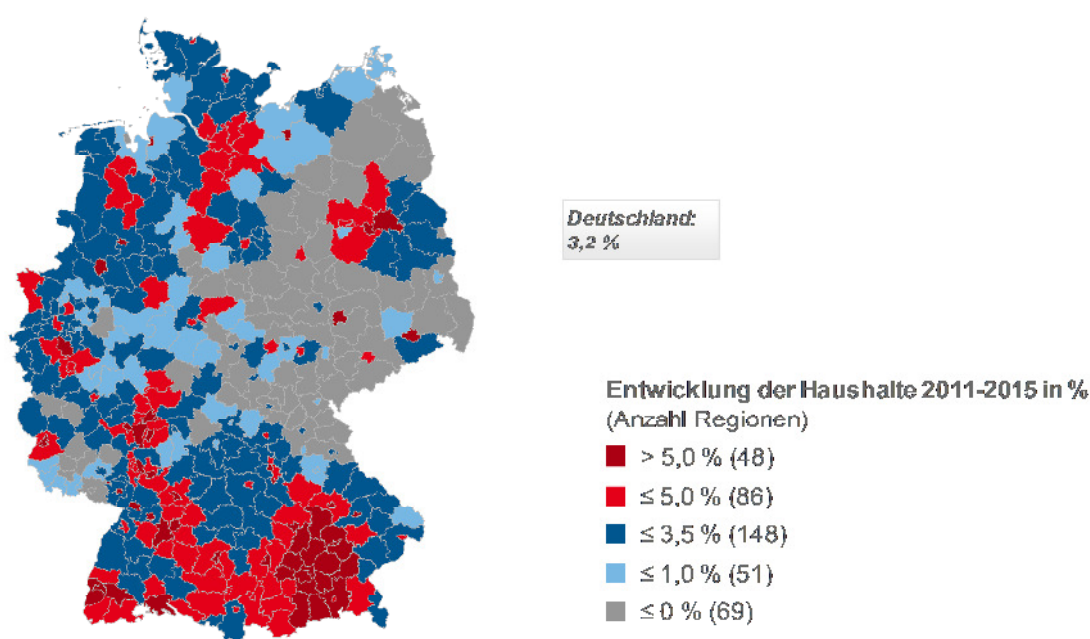 Deutschland:
3,2 %
Entwicklung der Haushalte 2011-2015 in %
(Anzahl Regionen)
> 5,0 % (48)
≤ 5,0 % (86)
≤ 3,5 % (148)
≤ 1,0 % (51)
≤ 0 % (69)